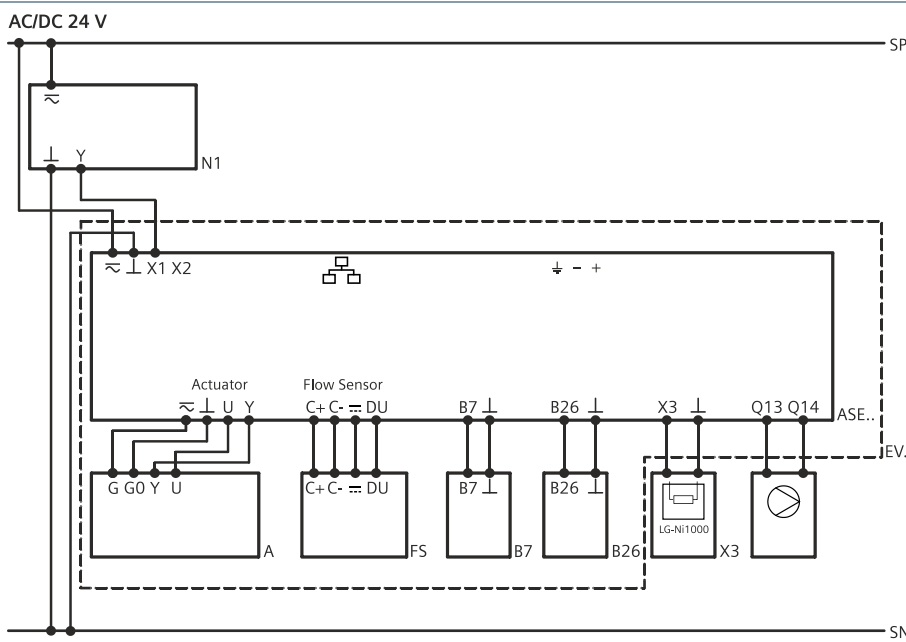 AC/DC 24 V
SP
⊥ Y
N1
⊥ X1 X2
- +
Actuator Flow Sensor
⊥ U Y C+ C- DU B7 ⊥ B26 ⊥ X3 ⊥ Q13 Q14
ASE..
EV.
G G0 Y U C+ C- DU B7 ⊥ B26 ⊥
LG-Ni1000
A FS B7 B26 X3
SN